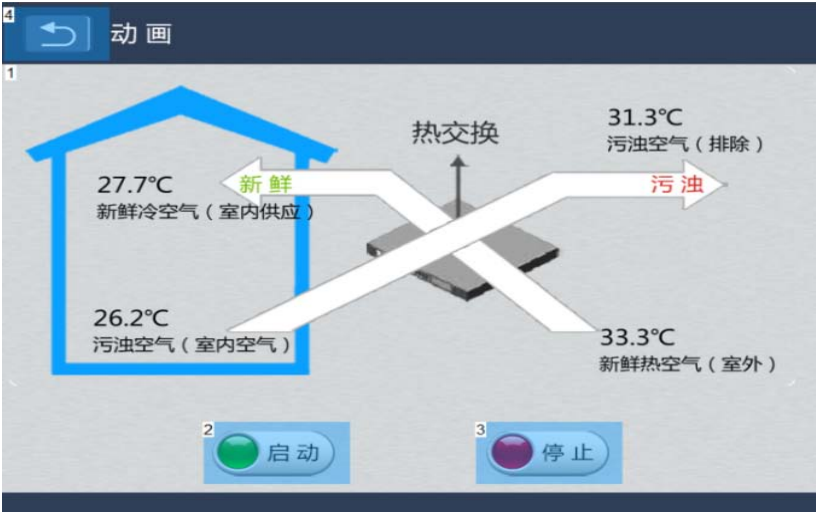 4
动画
1
热交换
31.3℃
污浊空气（排除）
27.7℃
新鲜
污浊
新鲜冷空气（室内供应）
26.2℃
污浊空气（室内空气）
33.3℃
新鲜热空气（室外）
2
启动
3
停止